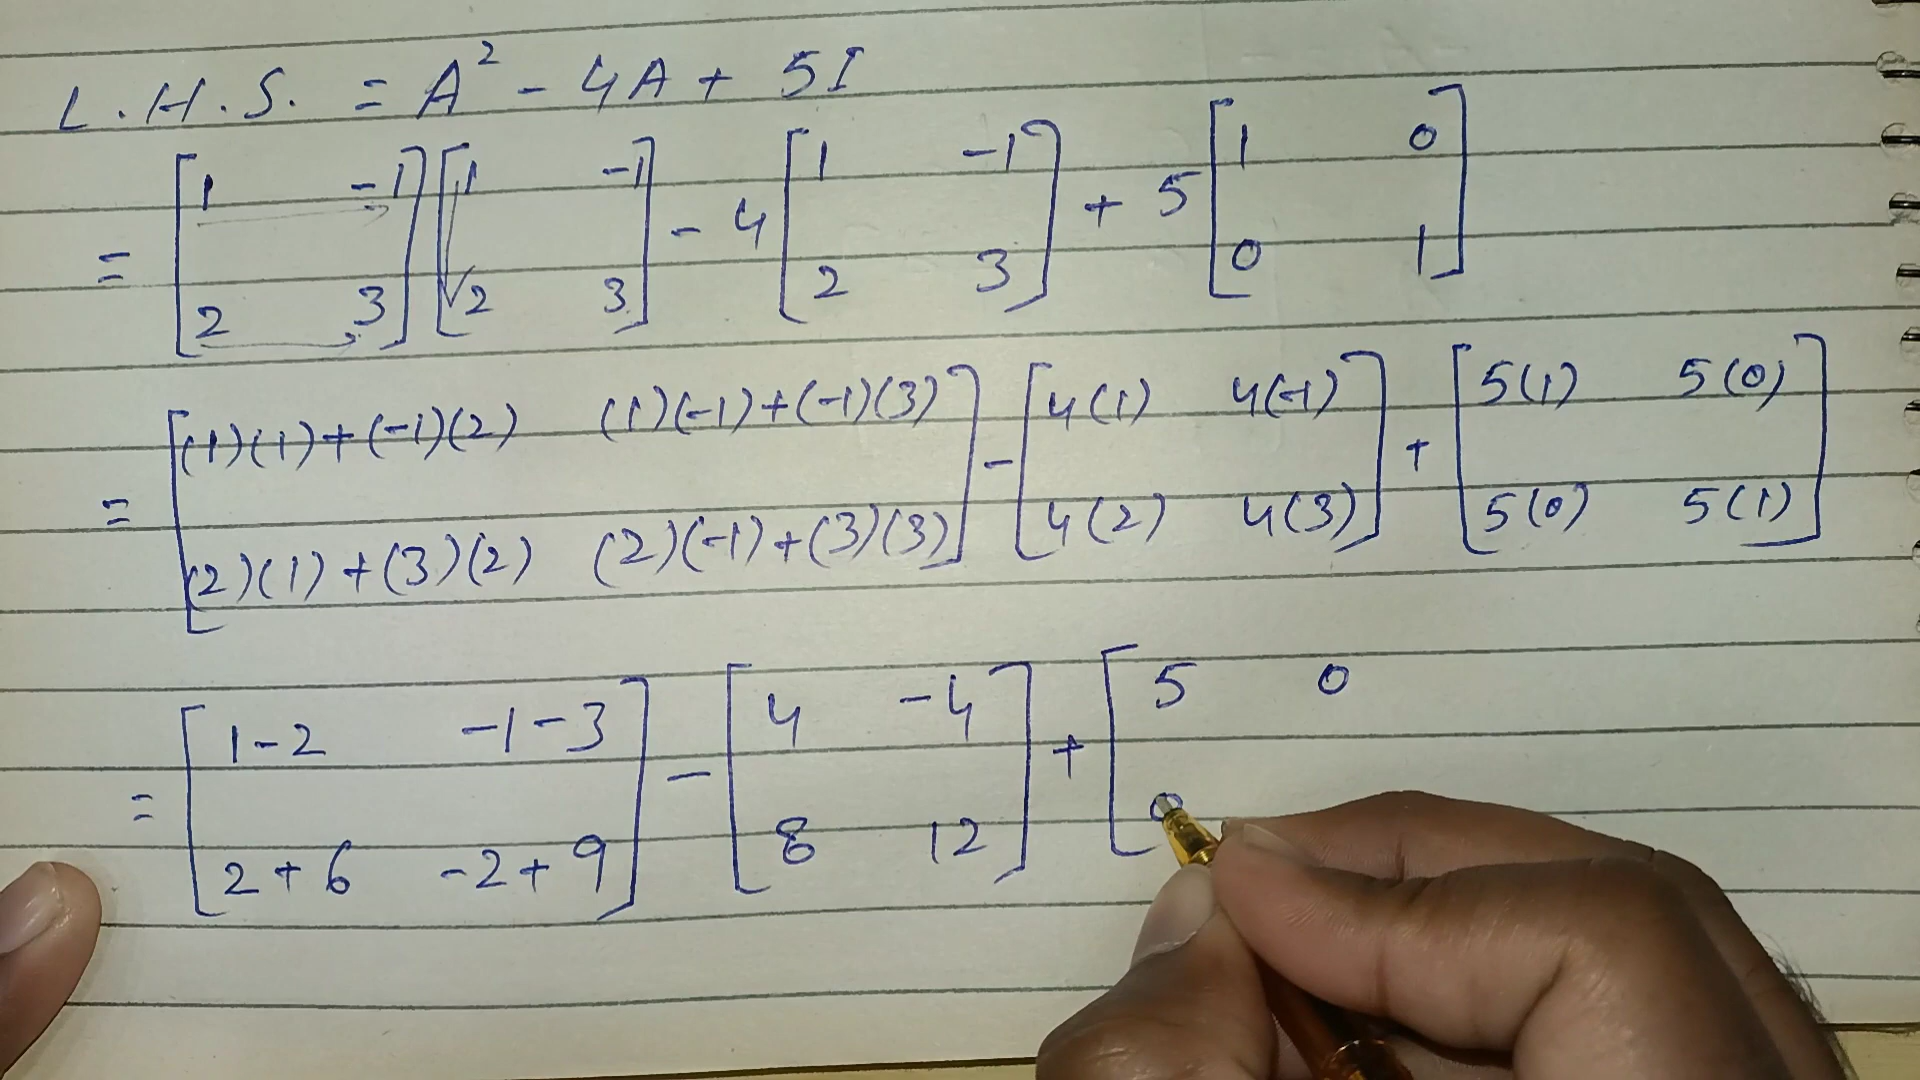 L.H.S. = A² - 4A + 5I
= [1 -1 2 3] [1 -1 2 3] - 4 [1 -1 2 3] + 5 [1 0 0 1]
= [(1)(1)+(-1)(2) (1)(-1)+(-1)(3) (2)(1)+(3)(2) (2)(-1)+(3)(3)] - [4(1) 4(-1) 4(2) 4(3)] + [5(1) 5(0) 5(0) 5(1)]
= [1-2 -1-3 2+6 -2+9] - [4 -4 8 12] + [5 0 0